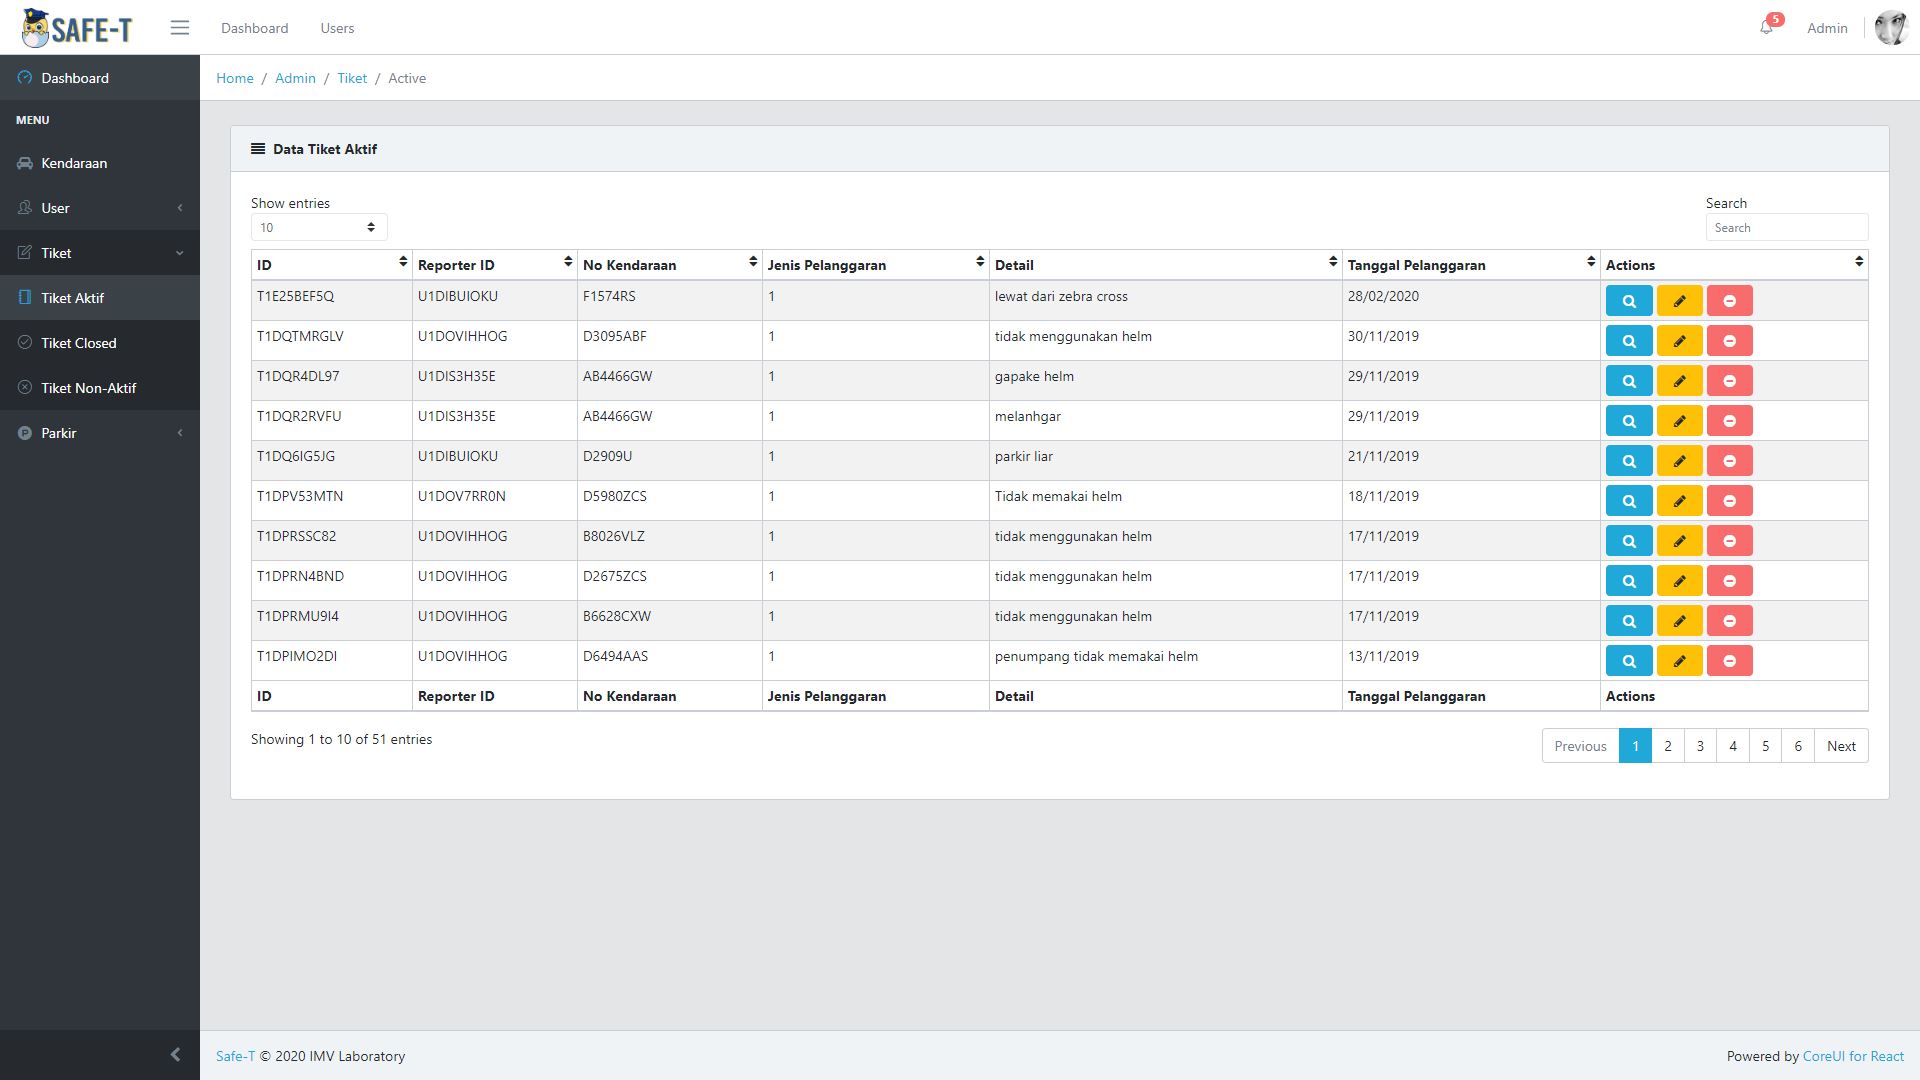 SAFE-T
Dashboard Users
5
Admin
Dashboard
MENU
Kendaraan
User
Tiket
Tiket Aktif
Tiket Closed
Tiket Non-Aktif
Parkir
Home / Admin / Tiket / Active
Data Tiket Aktif
Show entries
10
Search
Search
ID Reporter ID No Kendaraan Jenis Pelanggaran Detail Tanggal Pelanggaran Actions
T1E25BEF5Q U1DIBUIOKU F1574RS 1 lewat dari zebra cross 28/02/2020
T1DQTMRGLV U1DOVIHHOG D3095ABF 1 tidak menggunakan helm 30/11/2019
T1DQR4DL97 U1DIS3H35E AB4466GW 1 gapake helm 29/11/2019
T1DQR2RVFU U1DIS3H35E AB4466GW 1 melanhgar 29/11/2019
T1DQ6IG5JG U1DIBUIOKU D2909U 1 parkir liar 21/11/2019
T1DPV53MTN U1DOV7RR0N D5980ZCS 1 Tidak memakai helm 18/11/2019
T1DPRSSC82 U1DOVIHHOG B8026VLZ 1 tidak menggunakan helm 17/11/2019
T1DPRN4BND U1DOVIHHOG D2675ZCS 1 tidak menggunakan helm 17/11/2019
T1DPRMU9I4 U1DOVIHHOG B6628CXW 1 tidak menggunakan helm 17/11/2019
T1DPIMO2DI U1DOVIHHOG D6494AAS 1 penumpang tidak memakai helm 13/11/2019
ID Reporter ID No Kendaraan Jenis Pelanggaran Detail Tanggal Pelanggaran Actions
Showing 1 to 10 of 51 entries
Previous 1 2 3 4 5 6 Next
Safe-T © 2020 IMV Laboratory
Powered by CoreUI for React